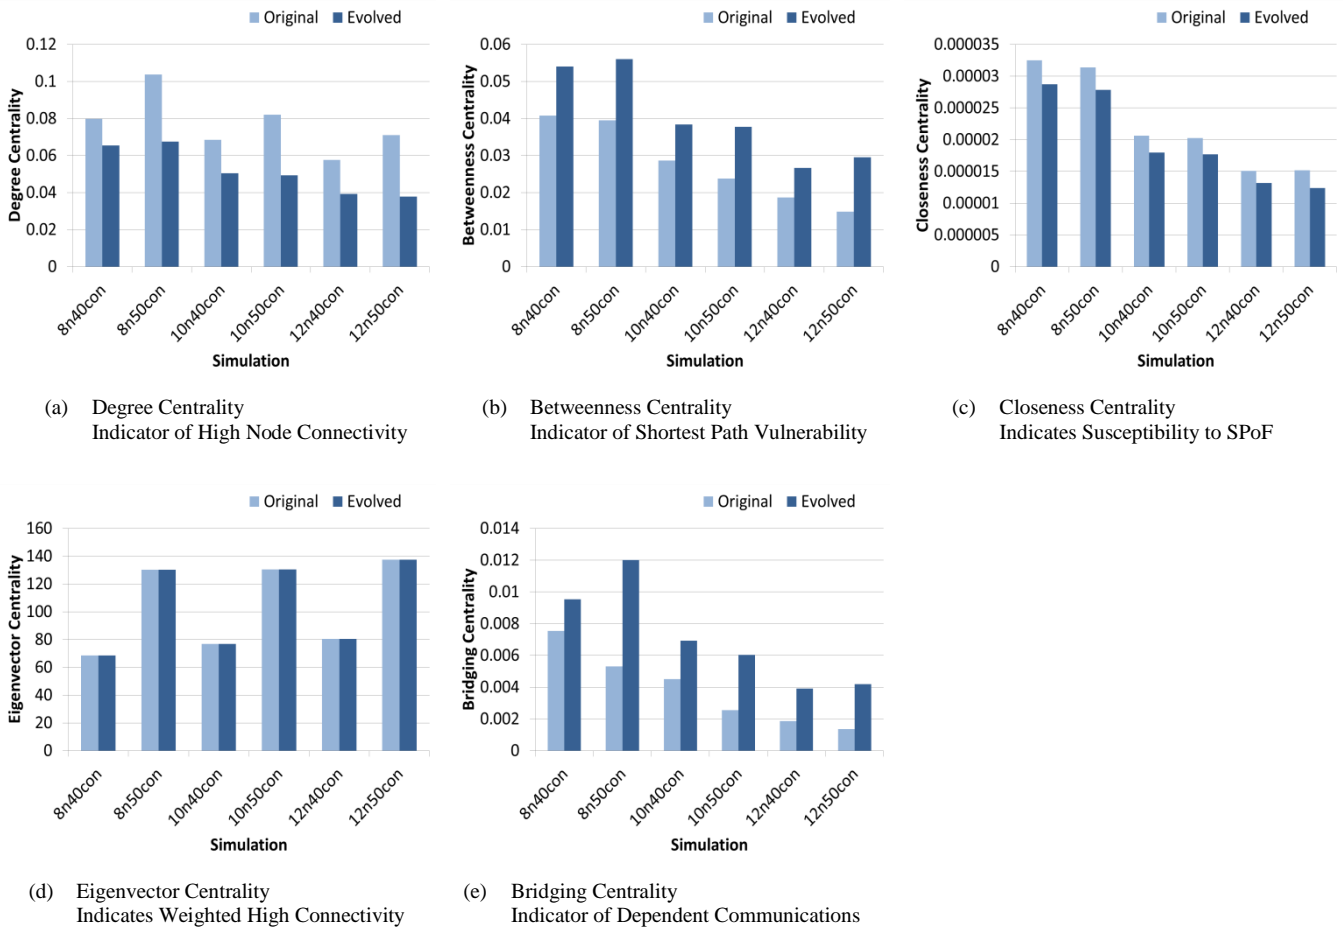 Original Evolved
Degree Centrality
0.12
0.1
0.08
0.06
0.04
0.02
0
8n40con 8n50con 10n40con 10n50con 12n40con 12n50con
Simulation
(a) Degree Centrality
Indicator of High Node Connectivity
Original Evolved
Betweenness Centrality
0.06
0.05
0.04
0.03
0.02
0.01
0
8n40con 8n50con 10n40con 10n50con 12n40con 12n50con
Simulation
(b) Betweenness Centrality
Indicator of Shortest Path Vulnerability
Original Evolved
Closeness Centrality
0.000035
0.00003
0.000025
0.00002
0.000015
0.00001
0.000005
0
8n40con 8n50con 10n40con 10n50con 12n40con 12n50con
Simulation
(c) Closeness Centrality
Indicates Susceptibility to SPoF
Original Evolved
Eigenvector Centrality
160
140
120
100
80
60
40
20
0
8n40con 8n50con 10n40con 10n50con 12n40con 12n50con
Simulation
(d) Eigenvector Centrality
Indicates Weighted High Connectivity
Original Evolved
Bridging Centrality
0.014
0.012
0.01
0.008
0.006
0.004
0.002
0
8n40con 8n50con 10n40con 10n50con 12n40con 12n50con
Simulation
(e) Bridging Centrality
Indicator of Dependent Communications